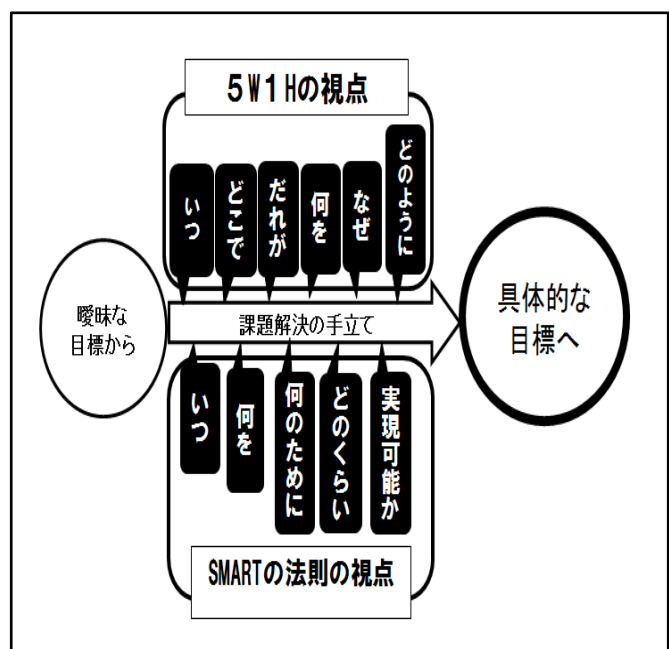 5W1Hの視点
いつ
どこで
だれが
何を
なぜ
どのように
曖昧な
目標から
課題解決の手立て
具体的な
目標へ
いつ
何を
何のために
どのくらい
実現可能か
SMARTの法則の視点